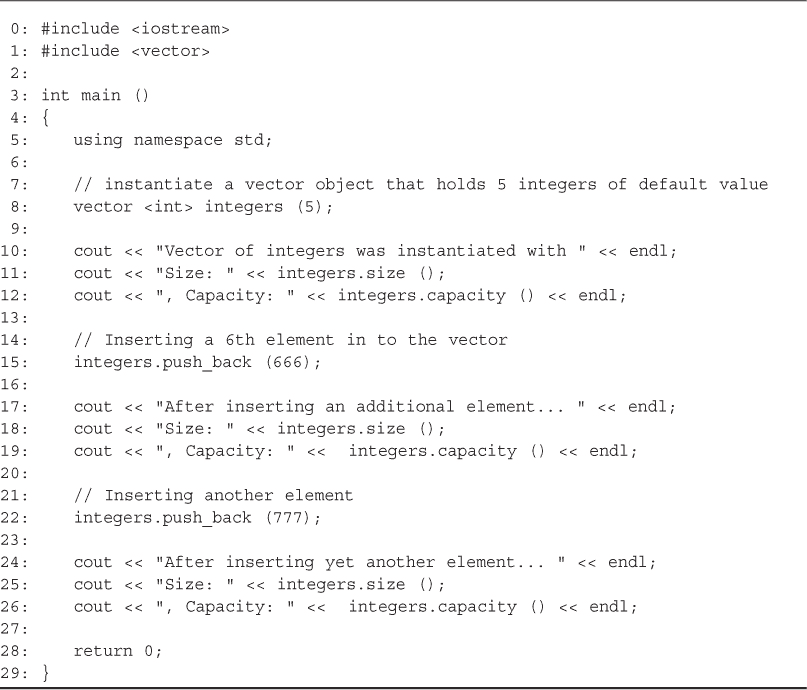 0: #include <iostream>
1: #include <vector>
2:
3: int main ()
4: {
5:    using namespace std;
6:
7:    // instantiate a vector object that holds 5 integers of default value
8:    vector <int> integers (5);
9:
10:    cout << "Vector of integers was instantiated with " << endl;
11:    cout << "Size: " << integers.size ();
12:    cout << ", Capacity: " << integers.capacity () << endl;
13:
14:    // Inserting a 6th element in to the vector
15:    integers.push_back (666);
16:
17:    cout << "After inserting an additional element... " << endl;
18:    cout << "Size: " << integers.size ();
19:    cout << ", Capacity: " <<  integers.capacity () << endl;
20:
21:    // Inserting another element
22:    integers.push_back (777);
23:
24:    cout << "After inserting yet another element... " << endl;
25:    cout << "Size: " << integers.size ();
26:    cout << ", Capacity: " <<  integers.capacity () << endl;
27:
28:    return 0;
29: }